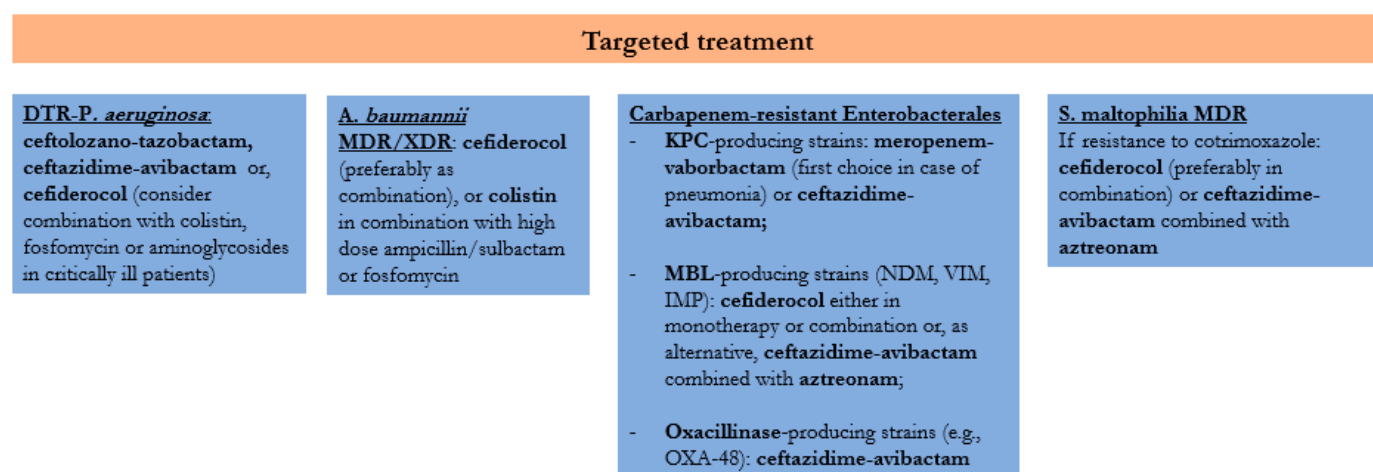 Targeted treatment
DTR-P. aeruginosa:
ceftolozano-tazobactam,
ceftazidime-avibactam or,
cefiderocol (consider
combination with colistin,
fosfomycin or aminoglycosides
in critically ill patients)
A. baumannii
MDR/XDR: cefiderocol
(preferably as
combination), or colistin
in combination with high
dose ampicillin/sulbactam
or fosfomycin
Carbapenem-resistant Enterobacterales
- KPC-producing strains: meropenem-
vaborbactam (first choice in case of
pneumonia) or ceftazidime-
avibactam;
- MBL-producing strains (NDM, VIM,
IMP): cefiderocol either in
monotherapy or combination or, as
alternative, ceftazidime-avibactam
combined with aztreonam;
- Oxacillinase-producing strains (e.g.,
OXA-48): ceftazidime-avibactam
S. maltophilia MDR
If resistance to cotrimoxazole:
cefiderocol (preferably in
combination) or ceftazidime-
avibactam combined with
aztreonam